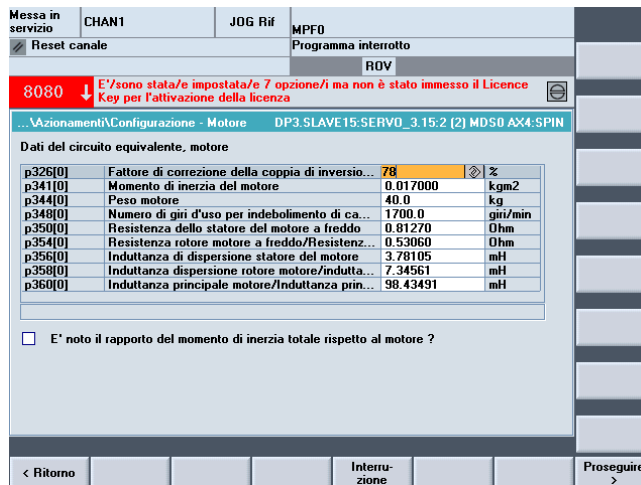 Messa in servizio
CHAN1
JOG Rif
MPF0
Reset canale
Programma interrotto
ROV
8080
E'/sono stata/e impostata/e 7 opzione/i ma non è stato immesso il Licence
Key per l'attivazione della licenza
...\Azionamenti\Configurazione - Motore DP3.SLAVE15:SERVO_3.15:2 (2) MDS0 AX4:SPIN
Dati del circuito equivalente, motore
p326[0] Fattore di correzione della coppia di inversio... 78 %
p341[0] Momento di inerzia del motore 0.017000 kgm2
p344[0] Peso motore 40.0 kg
p348[0] Numero di giri d'uso per indebolimento di ca... 1700.0 giri/min
p350[0] Resistenza dello statore del motore a freddo 0.81270 Ohm
p354[0] Resistenza rotore motore a freddo/Resistenz... 0.53060 Ohm
p356[0] Induttanza di dispersione statore del motore 3.78105 mH
p358[0] Induttanza dispersione rotore motore/indutta... 7.34561 mH
p360[0] Induttanza principale motore/Induttanza prin... 98.43491 mH
E' noto il rapporto del momento di inerzia totale rispetto al motore ?
< Ritorno
Interru-
zione
Proseguire
>